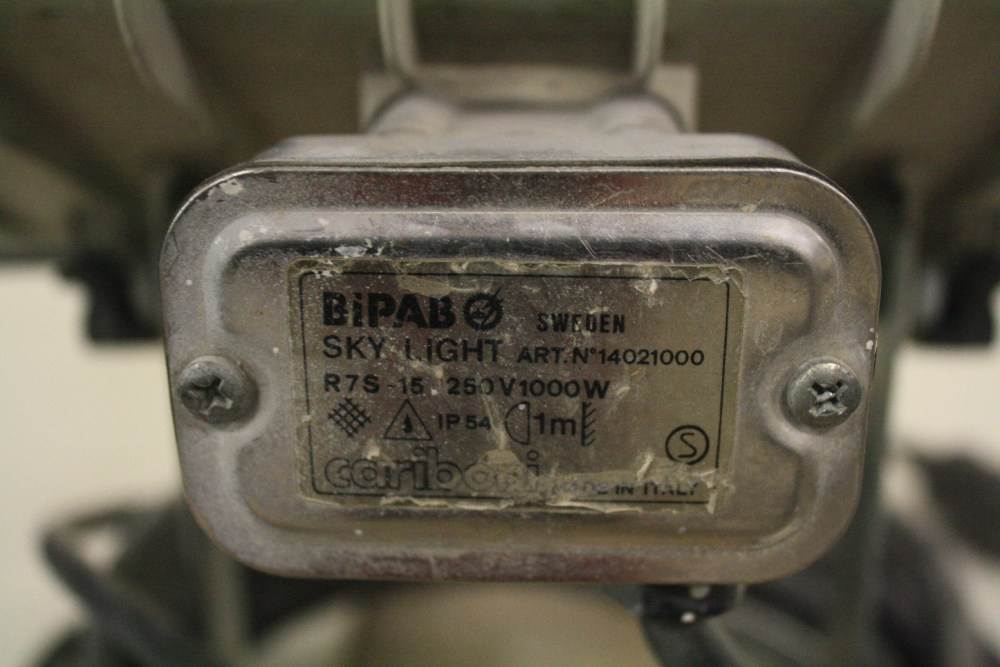 BiPAB SWEDEN
SKY LiGHT ART.N°14021000
R7S-15 250V1000W
IP54 1m
S
cariboni MADE IN ITALY